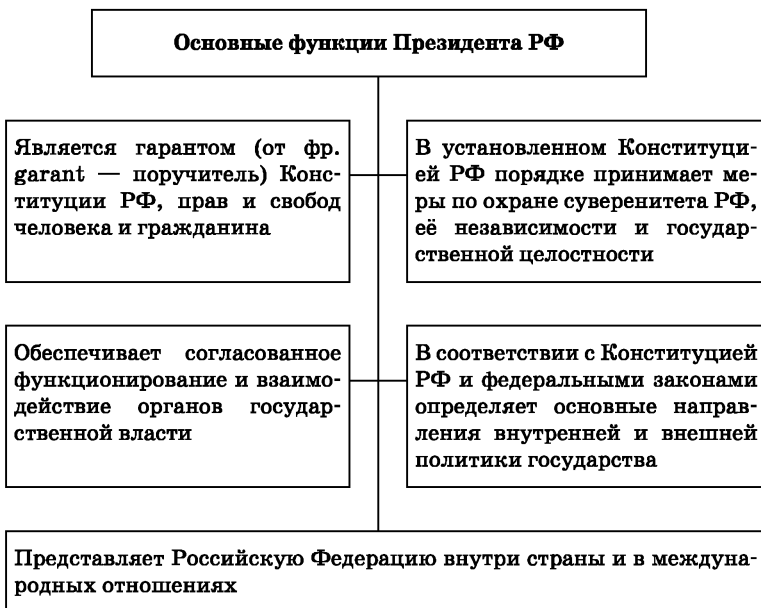 Основные функции Президента РФ
Является гарантом (от фр.
garant — поручитель) Конс-
титуции РФ, прав и свобод
человека и гражданина
В установленном Конституци-
ей РФ порядке принимает ме-
ры по охране суверенитета РФ,
её независимости и государ-
ственной целостности
Обеспечивает согласованное
функционирование и взаимо-
действие органов государ-
ственной власти
В соответствии с Конституцией
РФ и федеральными законами
определяет основные направ-
ления внутренней и внешней
политики государства
Представляет Российскую Федерацию внутри страны и в междуна-
родных отношениях